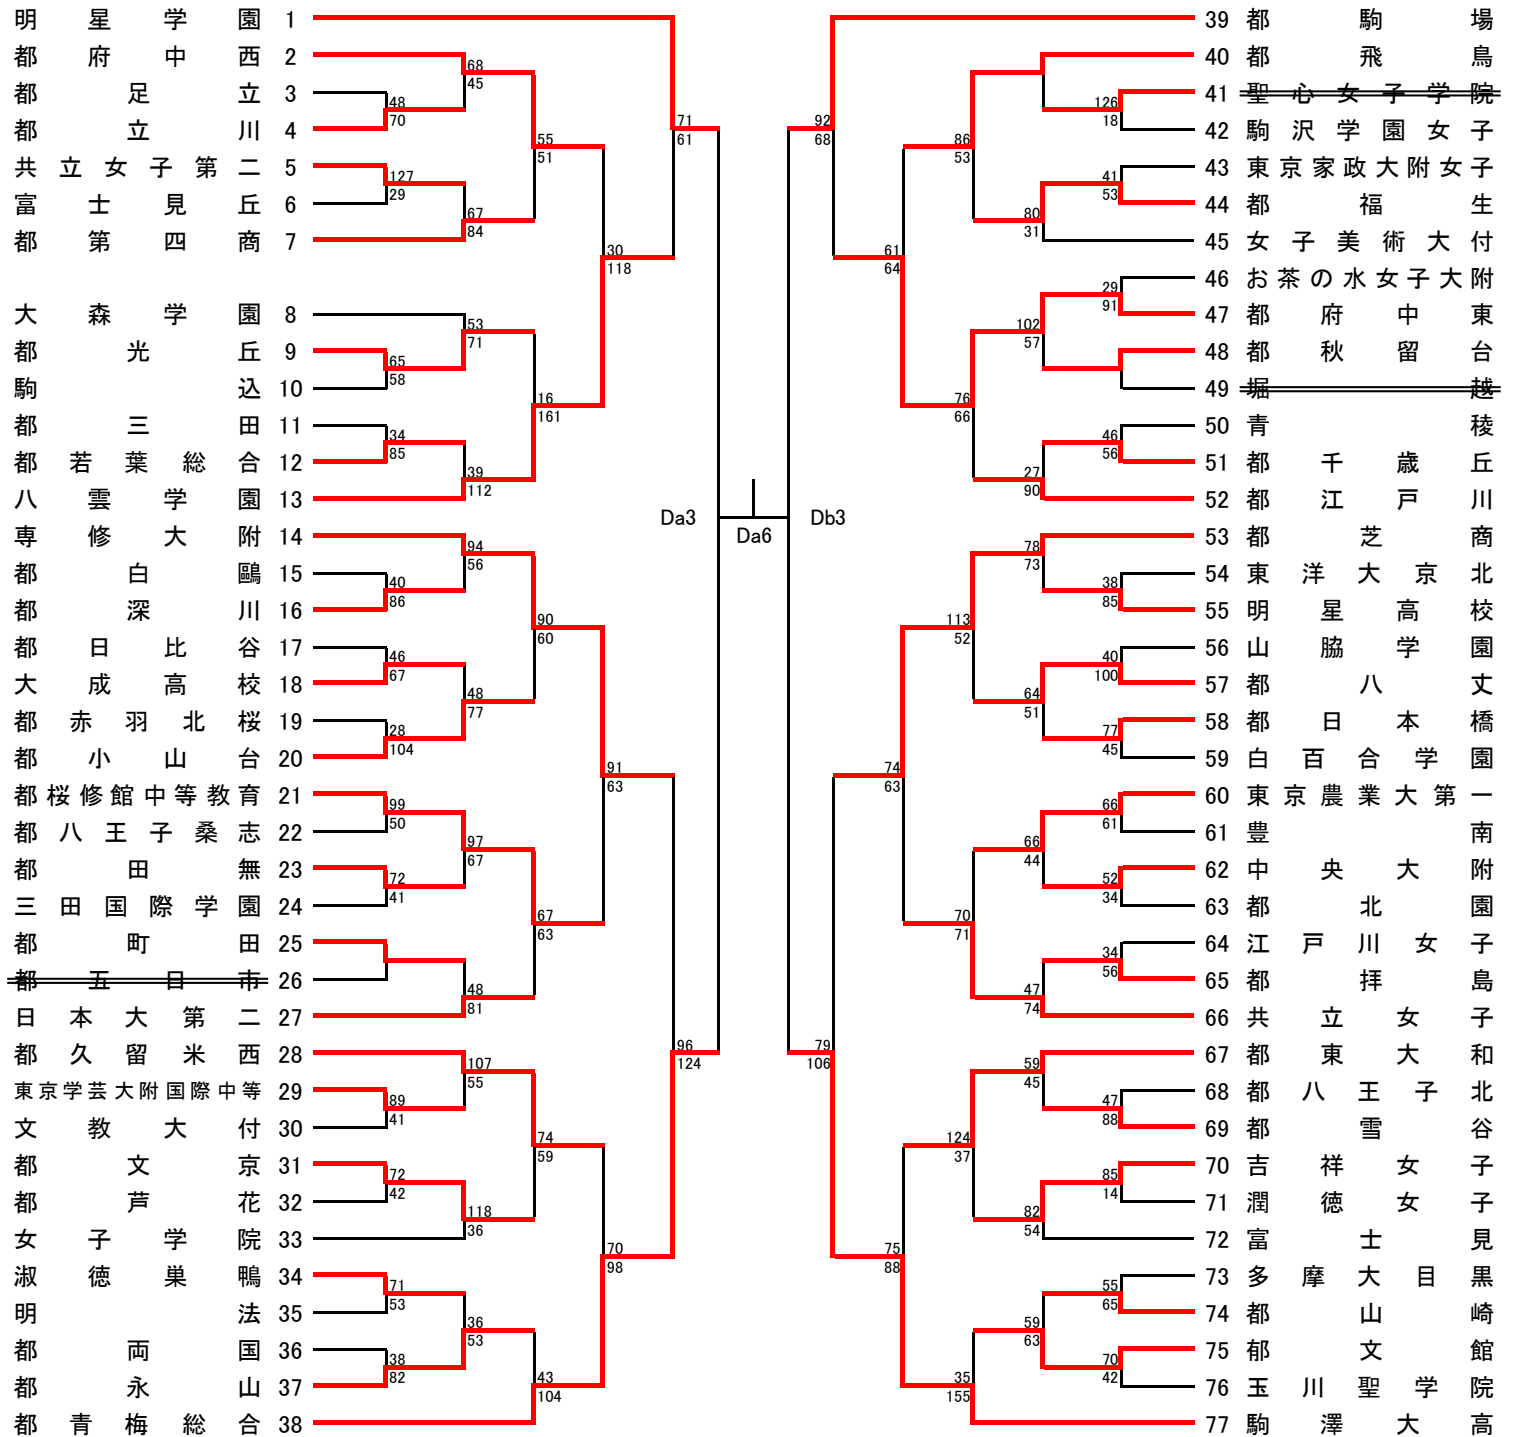 明星学園 1
都府中西 2
都足立 3
都立川 4
共立女子第二 5
富士見丘 6
都第四商 7
大森学園 8
都光丘 9
駒込 10
都三田 11
都若葉総合 12
八雲学園 13
専修大附 14
都白鷗 15
都深川 16
都日比谷 17
大成高校 18
都赤羽北桜 19
都小山台 20
都桜修館中等教育 21
都八王子桑志 22
都田無 23
三田国際学園 24
都町田 25
都五日市 26
日本大第二 27
都久留米西 28
東京学芸大附国際中等 29
文教大付 30
都文京 31
都芦花 32
女子学院 33
淑徳巣鴨 34
明法 35
都両国 36
都永山 37
都青梅総合 38
48
70
127
29
65
58
34
85
40
86
46
67
28
104
99
50
72
41
89
41
72
42
71
53
38
82
68
45
67
84
53
71
39
112
94
56
48
77
97
67
48
81
107
55
118
36
36
53
55
51
16
161
90
60
67
63
74
59
43
104
30
118
91
63
70
98
71
61
96
124
Da3
Da6
Db3
92
68
79
106
61
64
74
63
75
88
86
53
76
66
113
52
70
71
124
37
35
155
80
31
102
57
27
90
78
73
64
51
66
44
47
74
59
45
82
54
59
63
126
18
41
53
29
91
46
56
38
85
40
100
77
45
66
61
52
34
34
56
47
88
85
14
55
65
70
42
39 都駒場
40 都飛鳥
41 聖心女子学院
42 駒沢学園女子
43 東京家政大附女子
44 都福生
45 女子美術大付
46 お茶の水女子大附
47 都府中東
48 都秋留台
49 堀越
50 青稜
51 都千歳丘
52 都江戸川
53 都芝商
54 東洋大京北
55 明星高校
56 山脇学園
57 都八丈
58 都日本橋
59 白百合学園
60 東京農業大第一
61 豊南
62 中央大附
63 都北園
64 江戸川女子
65 都拝島
66 共立女子
67 都東大和
68 都八王子北
69 都雪谷
70 吉祥女子
71 潤徳女子
72 富士見
73 多摩大目黒
74 都山崎
75 郁文館
76 玉川聖学院
77 駒澤大高